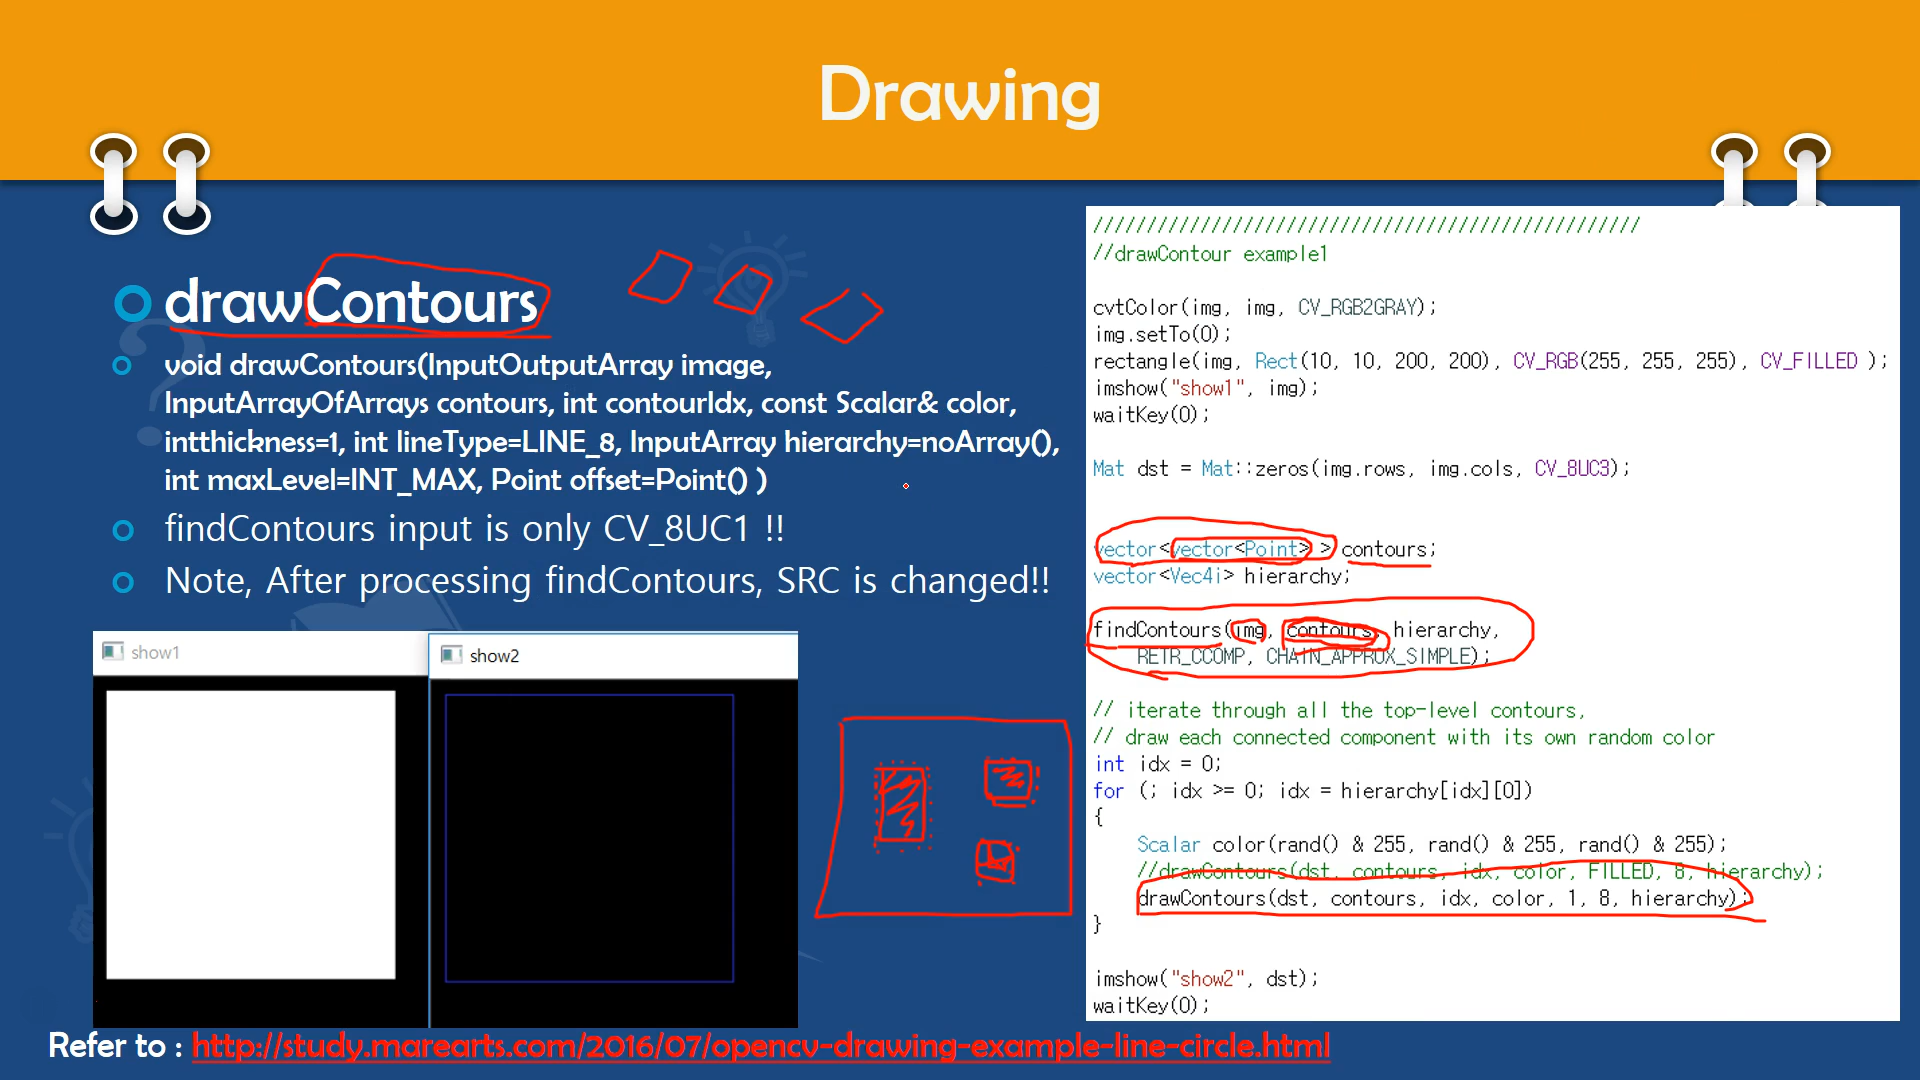 Drawing
drawContours
void drawContours(InputOutputArray image,
InputArrayOfArrays contours, int contourIdx, const Scalar& color,
intthickness=1, int lineType=LINE_8, InputArray hierarchy=noArray(),
int maxLevel=INT_MAX, Point offset=Point() )
findContours input is only CV_8UC1 !!
Note, After processing findContours, SRC is changed!!
show1
show2
//////////////////////////////////////////////////
//drawContour example1
cvtColor(img, img, CV_RGB2GRAY);
img.setTo(0);
rectangle(img, Rect(10, 10, 200, 200), CV_RGB(255, 255, 255), CV_FILLED );
imshow("show1", img);
waitKey(0);
Mat dst = Mat::zeros(img.rows, img.cols, CV_8UC3);
vector<vector<Point> > contours;
vector<Vec4i> hierarchy;
findContours(img, contours, hierarchy,
RETR_CCOMP, CHAIN_APPROX_SIMPLE);
// iterate through all the top-level contours,
// draw each connected component with its own random color
int idx = 0;
for (; idx >= 0; idx = hierarchy[idx][0])
{
Scalar color(rand() & 255, rand() & 255, rand() & 255);
//drawContours(dst, contours, idx, color, FILLED, 8, hierarchy);
drawContours(dst, contours, idx, color, 1, 8, hierarchy);
}
imshow("show2", dst);
waitKey(0);
Refer to : http://study.marearts.com/2016/07/opencv-drawing-example-line-circle.html